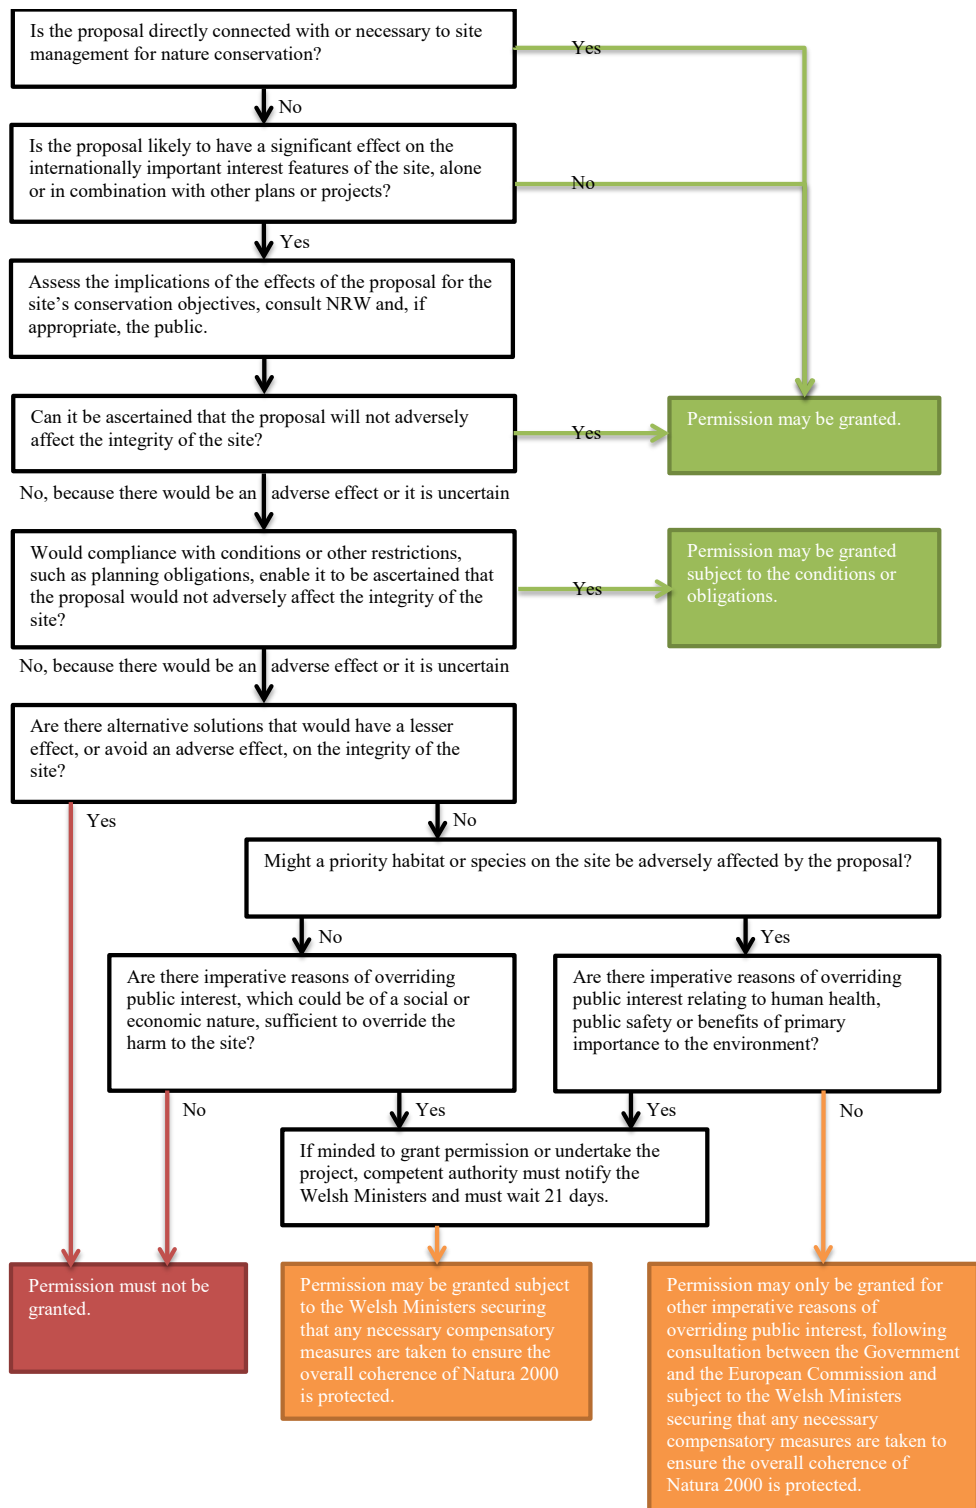 Is the proposal directly connected with or necessary to site
management for nature conservation?
Yes
No
Is the proposal likely to have a significant effect on the
internationally important interest features of the site, alone
or in combination with other plans or projects?
No
Yes
Assess the implications of the effects of the proposal for the
site’s conservation objectives, consult NRW and, if
appropriate, the public.
Can it be ascertained that the proposal will not adversely
affect the integrity of the site?
Yes
Permission may be granted.
No, because there would be an adverse effect or it is uncertain
Would compliance with conditions or other restrictions,
such as planning obligations, enable it to be ascertained that
the proposal would not adversely affect the integrity of the
site?
Yes
Permission may be granted
subject to the conditions or
obligations.
No, because there would be an adverse effect or it is uncertain
Are there alternative solutions that would have a lesser
effect, or avoid an adverse effect, on the integrity of the
site?
Yes
No
Might a priority habitat or species on the site be adversely affected by the proposal?
No
Yes
Are there imperative reasons of overriding
public interest, which could be of a social or
economic nature, sufficient to override the
harm to the site?
Are there imperative reasons of overriding
public interest relating to human health,
public safety or benefits of primary
importance to the environment?
No
Yes
Yes
No
If minded to grant permission or undertake the
project, competent authority must notify the
Welsh Ministers and must wait 21 days.
Permission must not be
granted.
Permission may be granted subject
to the Welsh Ministers securing
that any necessary compensatory
measures are taken to ensure the
overall coherence of Natura 2000
is protected.
Permission may only be granted for
other imperative reasons of
overriding public interest, following
consultation between the Government
and the European Commission and
subject to the Welsh Ministers
securing that any necessary
compensatory measures are taken to
ensure the overall coherence of
Natura 2000 is protected.